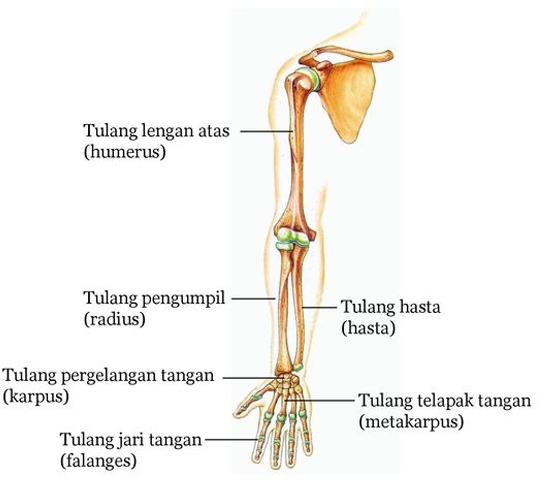 Tulang lengan atas
(humerus)
Tulang pengumpil
(radius)
Tulang hasta
(hasta)
Tulang pergelangan tangan
(karpus)
Tulang telapak tangan
(metakarpus)
Tulang jari tangan
(falanges)